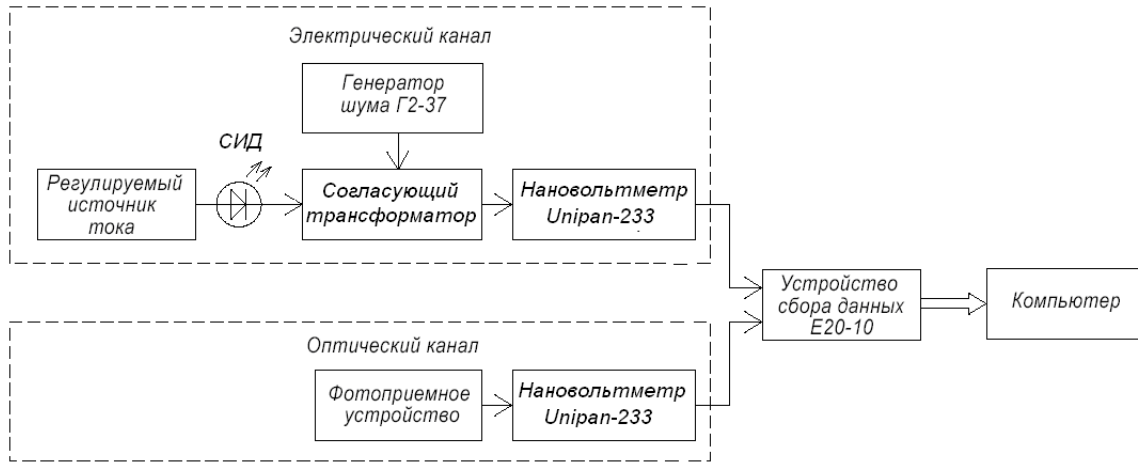 Электрический канал
Генератор
шума Г2-37
СИД
Регулируемый
источник
тока
Согласующий
трансформатор
Нановольтметр
Unipan-233
Устройство
сбора данных
E20-10
Компьютер
Оптический канал
Фотоприемное
устройство
Нановольтметр
Unipan-233